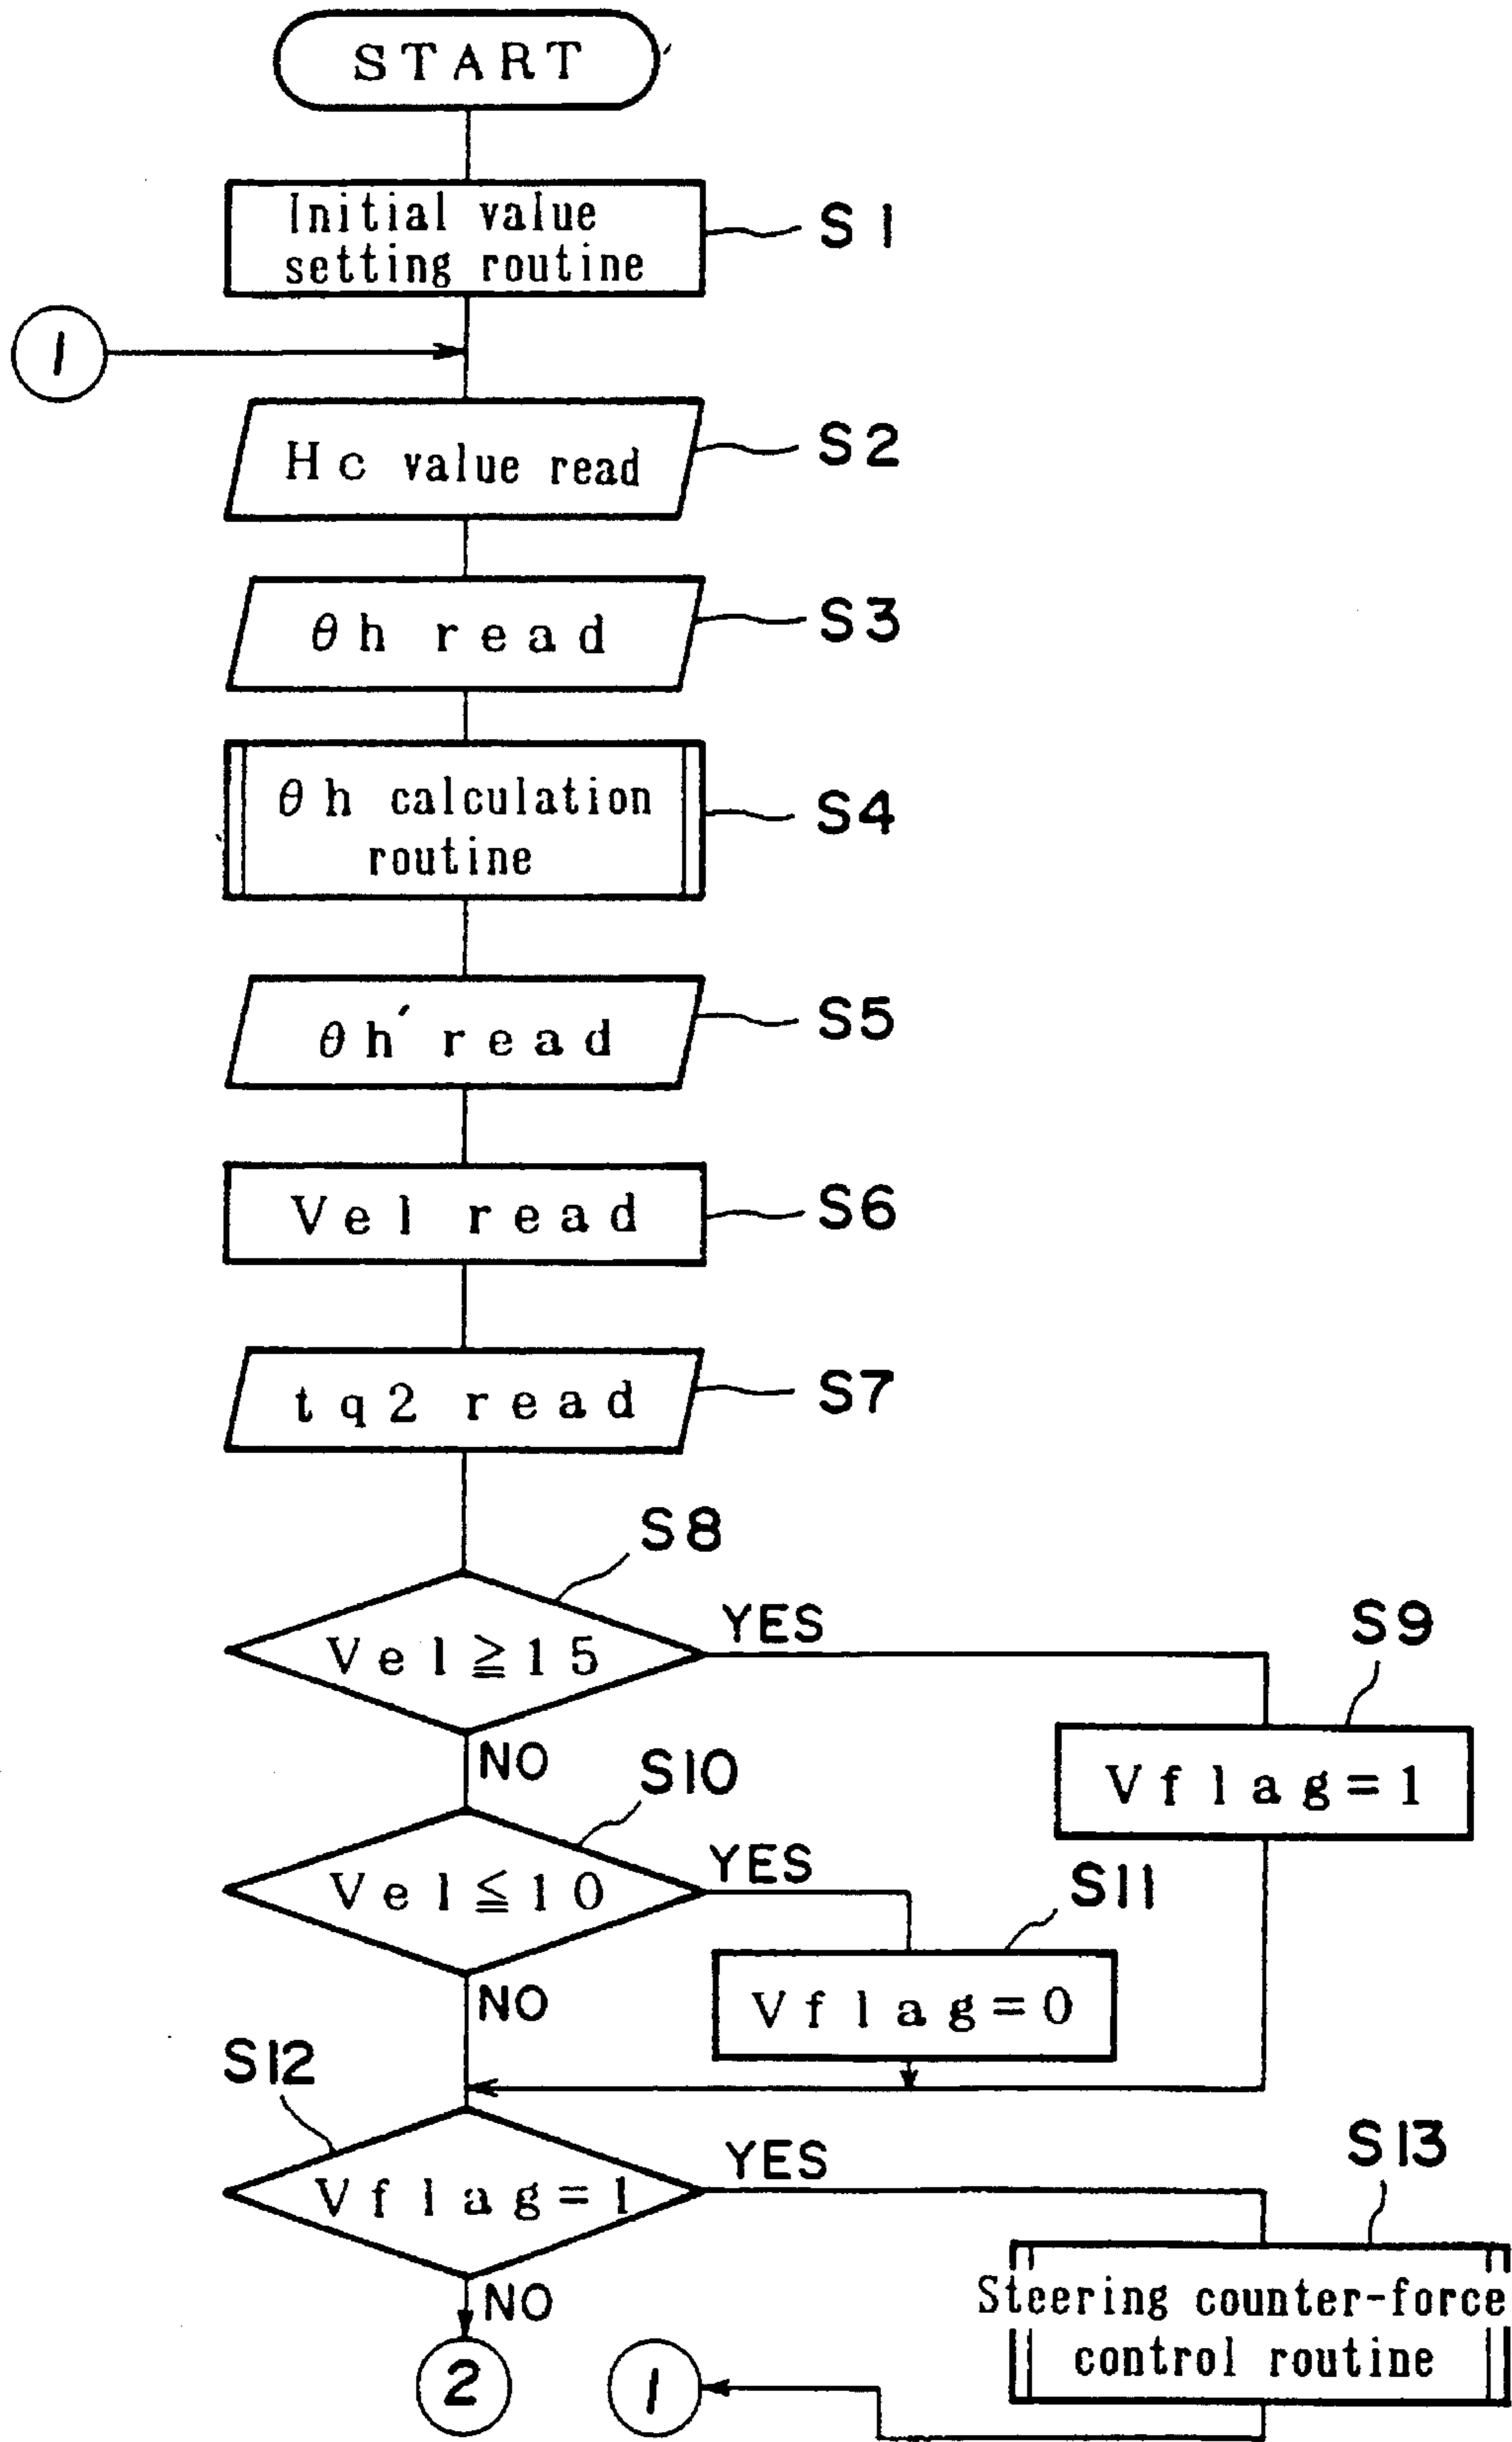 START
Initial value
setting routine
S1
1
Hc value read
S2
θh read
S3
θh calculation
routine
S4
θh′ read
S5
Vel read
S6
tq2 read
S7
S8
Vel≧15
YES
S9
NO
Vflag=1
S10
Vel≦10
YES
S11
NO
Vflag=0
S12
Vflag=1
YES
S13
NO
Steering counter-force
control routine
2
1